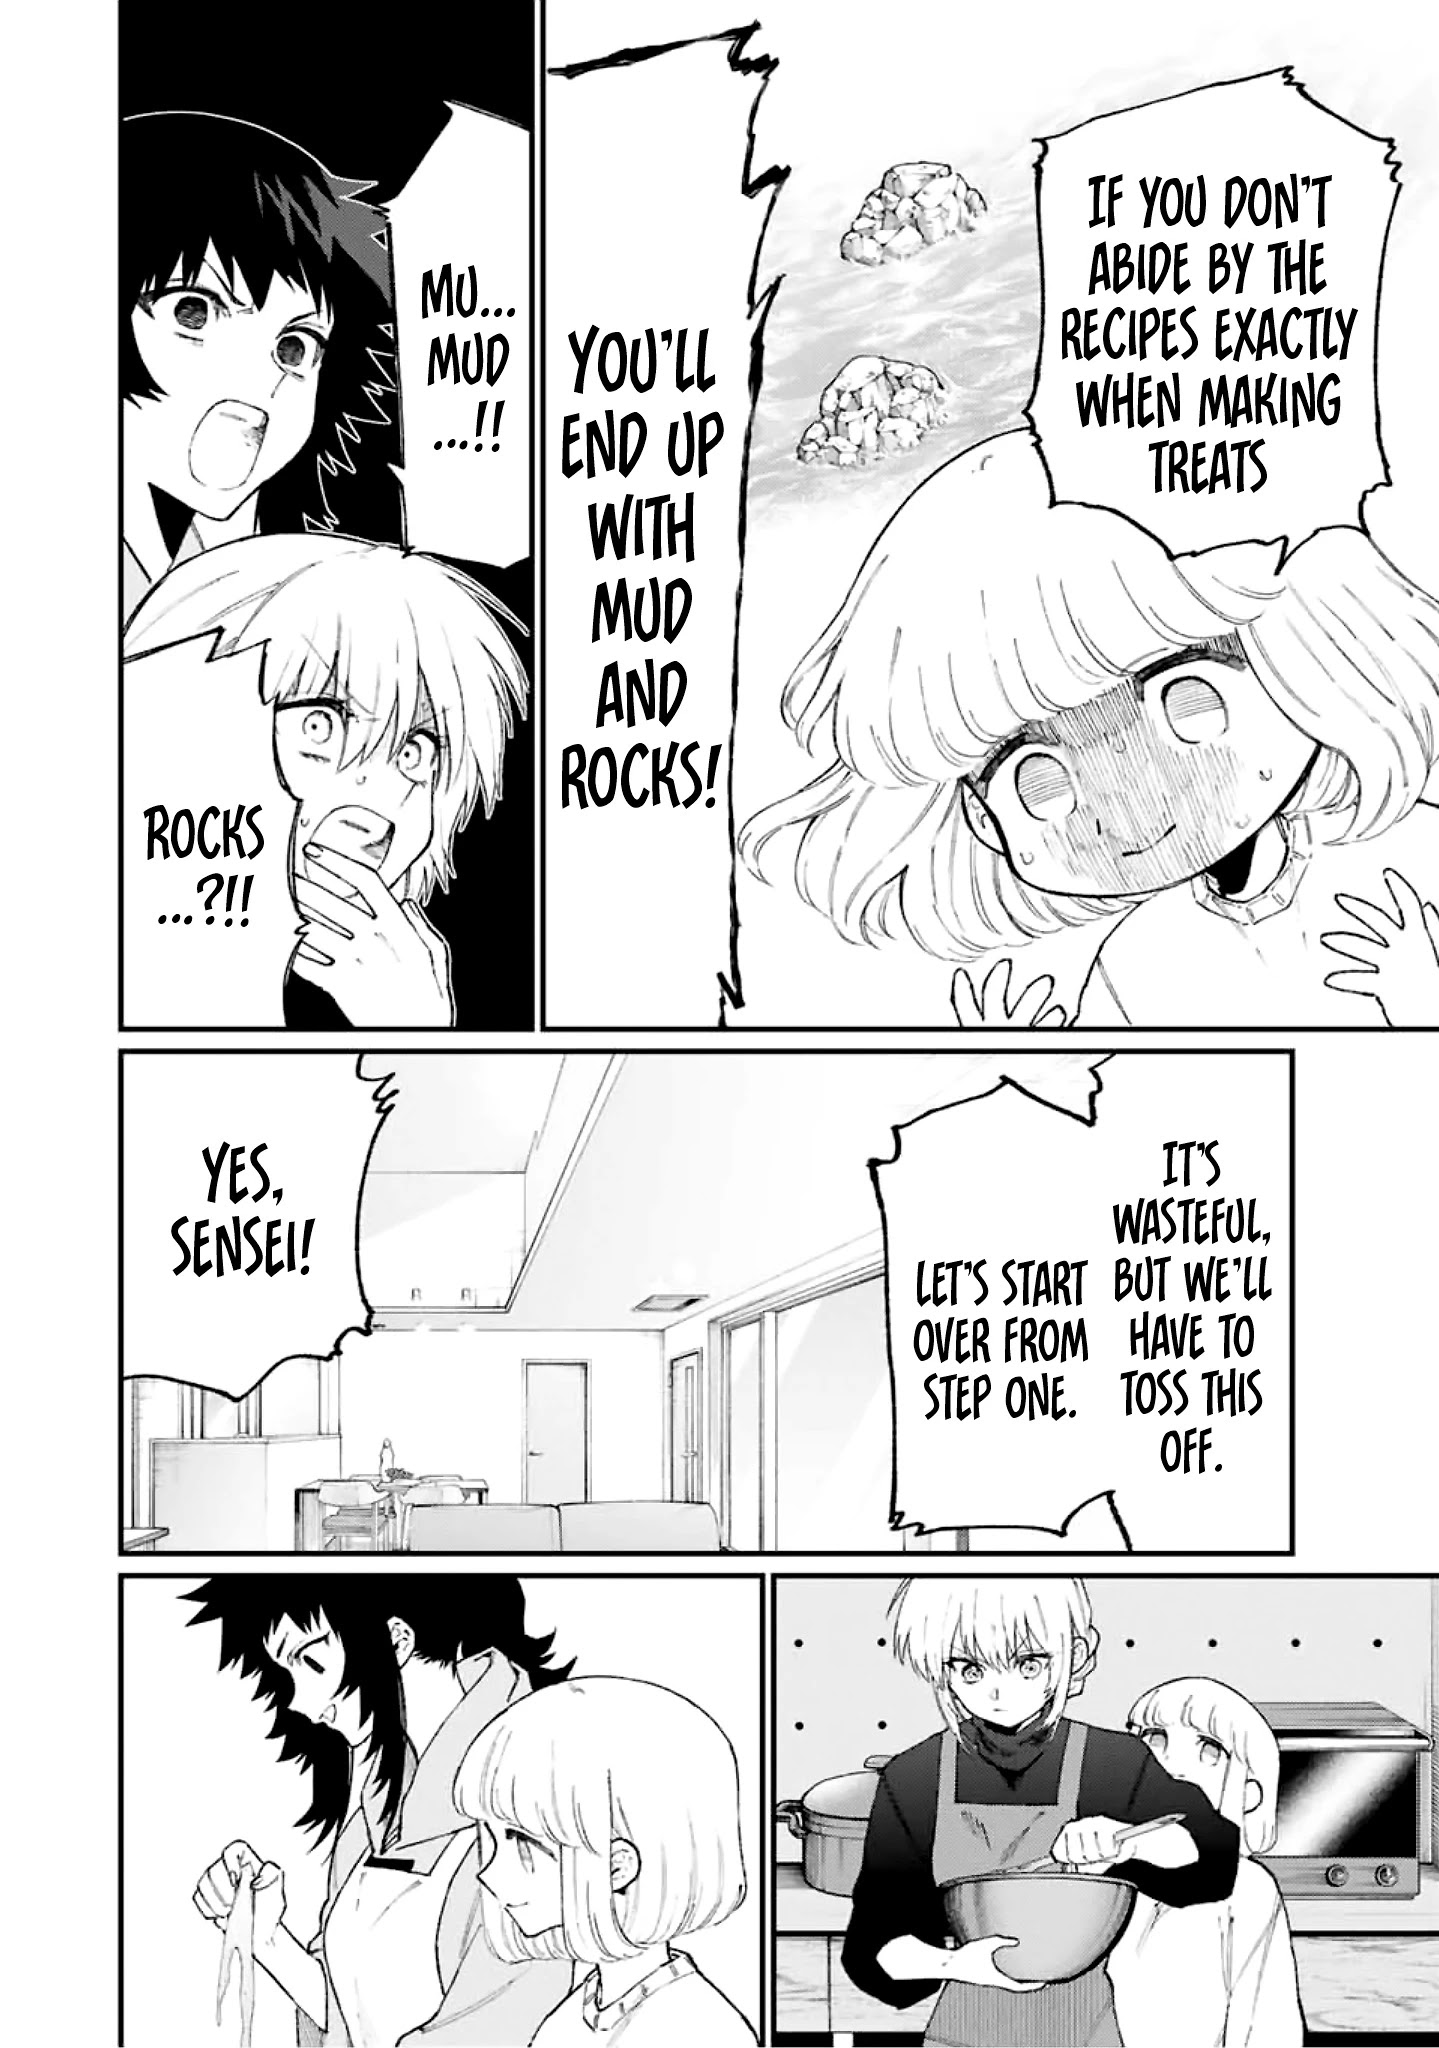 IF YOU DON'T
ABIDE BY THE
RECIPES EXACTLY
WHEN MAKING
TREATS
YOU'LL
END UP
WITH
MUD
AND
ROCKS!
MU...
MUD
...!!
ROCKS
...?!!
IT'S
WASTEFUL,
BUT WE'LL
HAVE TO
TOSS THIS
OFF.
LET'S START
OVER FROM
STEP ONE.
YES,
SENSEI!